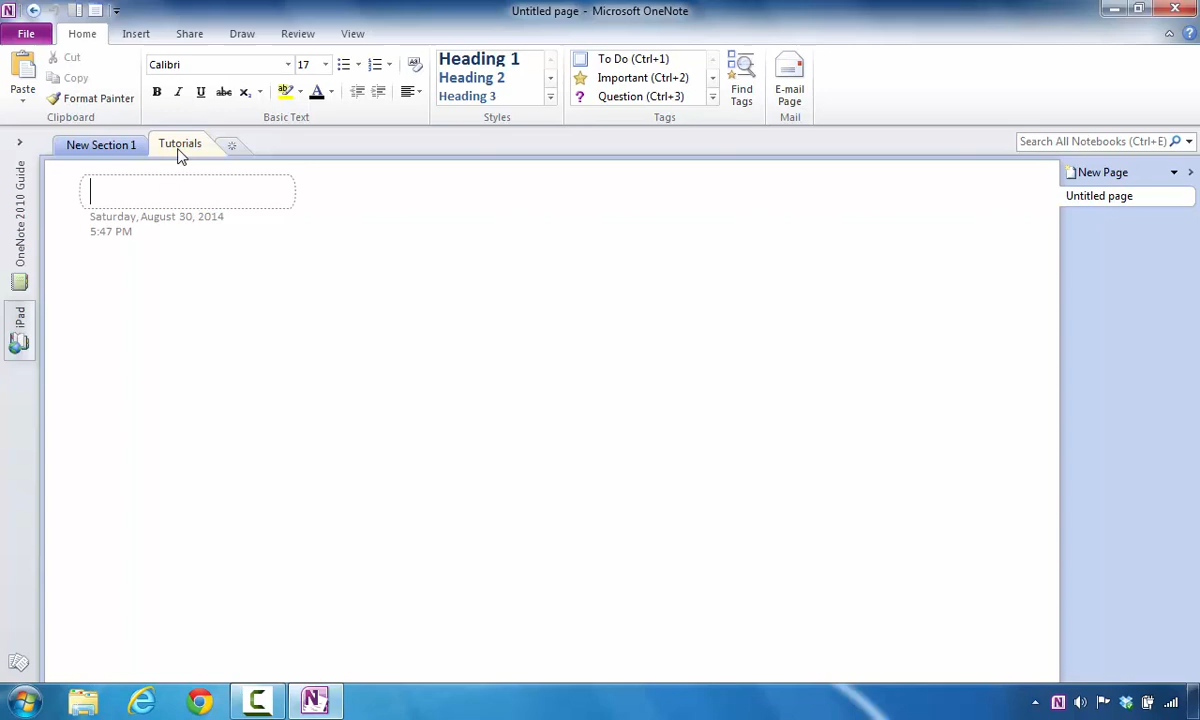 Untitled page - Microsoft OneNote
File Home Insert Share Draw Review View
Paste
Cut
Copy
Format Painter
Clipboard
Calibri 17
B I U abc X₂ ab A
Basic Text
Heading 1
Heading 2
Heading 3
Styles
To Do (Ctrl+1)
Important (Ctrl+2)
Question (Ctrl+3)
Tags
Find
Tags
E-mail
Page
Mail
New Section 1 Tutorials
Search All Notebooks (Ctrl+E)
OneNote 2010 Guide
iPad
Saturday, August 30, 2014
5:47 PM
New Page
Untitled page